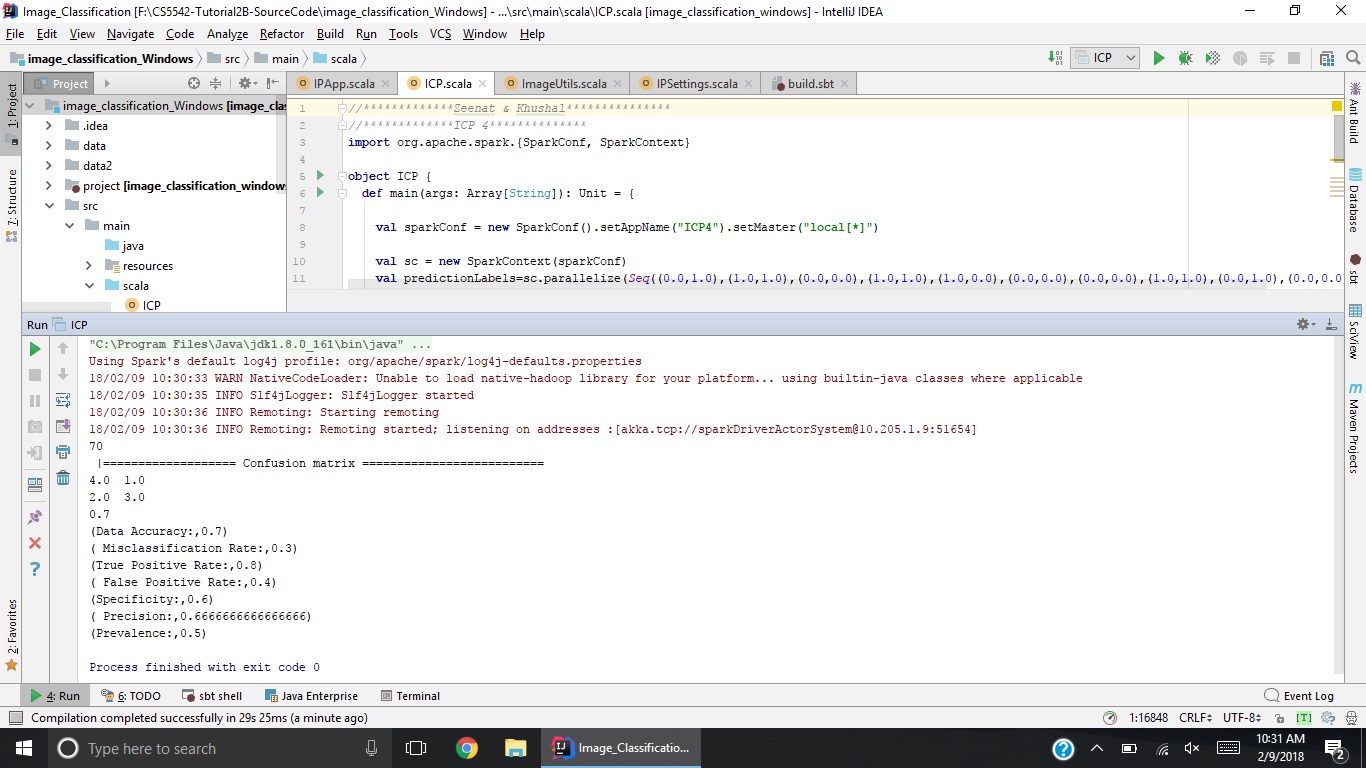 Image_Classification [F:\CS5542-Tutorial2B-SourceCode\image_classification_Windows] - ...\src\main\scala\ICP.scala [image_classification_windows] - IntelliJ IDEA
File Edit View Navigate Code Analyze Refactor Build Run Tools VCS Window Help
image_classification_Windows src main scala ICP
Project IPApp.scala ICP.scala ImageUtils.scala IPSettings.scala build.sbt
1: Project
7: Structure
2: Favorites
image_classification_Windows [image_clas
.idea
data
data2
project [image_classification_window
src
main
java
resources
scala
ICP
1 //*************Zeenat & Khushal***************
2 //*************ICP 4**************
3 import org.apache.spark.{SparkConf, SparkContext}
4
5 object ICP {
6 def main(args: Array[String]): Unit = {
7
8 val sparkConf = new SparkConf().setAppName("ICP4").setMaster("local[*]")
9
10 val sc = new SparkContext(sparkConf)
11 val predictionLabels=sc.parallelize(Seq((0.0,1.0),(1.0,1.0),(0.0,0.0),(1.0,1.0),(1.0,0.0),(0.0,0.0),(0.0,0.0),(1.0,1.0),(0.0,1.0),(0.0,0.0
Ant Build
Database
sbt
SciView
m Maven Projects
Run ICP
"C:\Program Files\Java\jdk1.8.0_161\bin\java" ...
Using Spark's default log4j profile: org/apache/spark/log4j-defaults.properties
18/02/09 10:30:33 WARN NativeCodeLoader: Unable to load native-hadoop library for your platform... using builtin-java classes where applicable
18/02/09 10:30:35 INFO Slf4jLogger: Slf4jLogger started
18/02/09 10:30:36 INFO Remoting: Starting remoting
18/02/09 10:30:36 INFO Remoting: Remoting started; listening on addresses :[akka.tcp://sparkDriverActorSystem@10.205.1.9:51654]
70
|=================== Confusion matrix ==========================
4.0 1.0
2.0 3.0
0.7
(Data Accuracy:,0.7)
( Misclassification Rate:,0.3)
(True Positive Rate:,0.8)
( False Positive Rate:,0.4)
(Specificity:,0.6)
( Precision:,0.6666666666666666)
(Prevalence:,0.5)
Process finished with exit code 0
4: Run 6: TODO sbt shell Java Enterprise Terminal Event Log
Compilation completed successfully in 29s 25ms (a minute ago) 1:16848 CRLF UTF-8 [T]
Type here to search
Image_Classificatio...
10:31 AM
2/9/2018
2